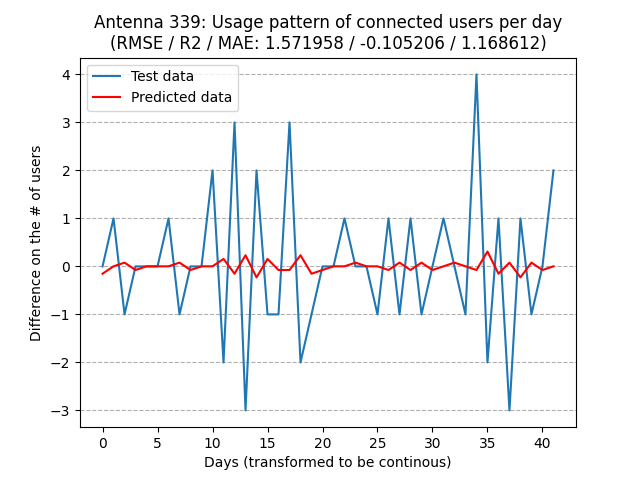 Antenna 339: Usage pattern of connected users per day
(RMSE / R2 / MAE: 1.571958 / -0.105206 / 1.168612)
Test data
Predicted data
Difference on the # of users
4
3
2
1
0
−1
−2
−3
0 5 10 15 20 25 30 35 40
Days (transformed to be continous)